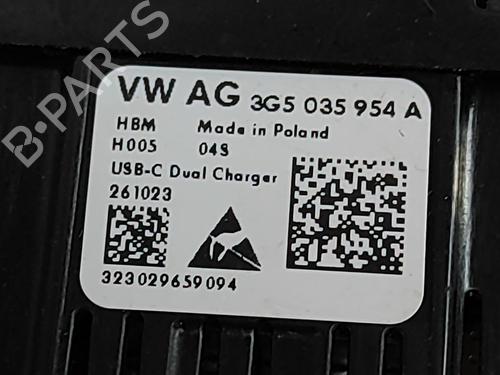 B-PARTS
VW AG 3G5 035 954 A
HBM Made in Poland
H005 04S
USB-C Dual Charger
261023
323029659094